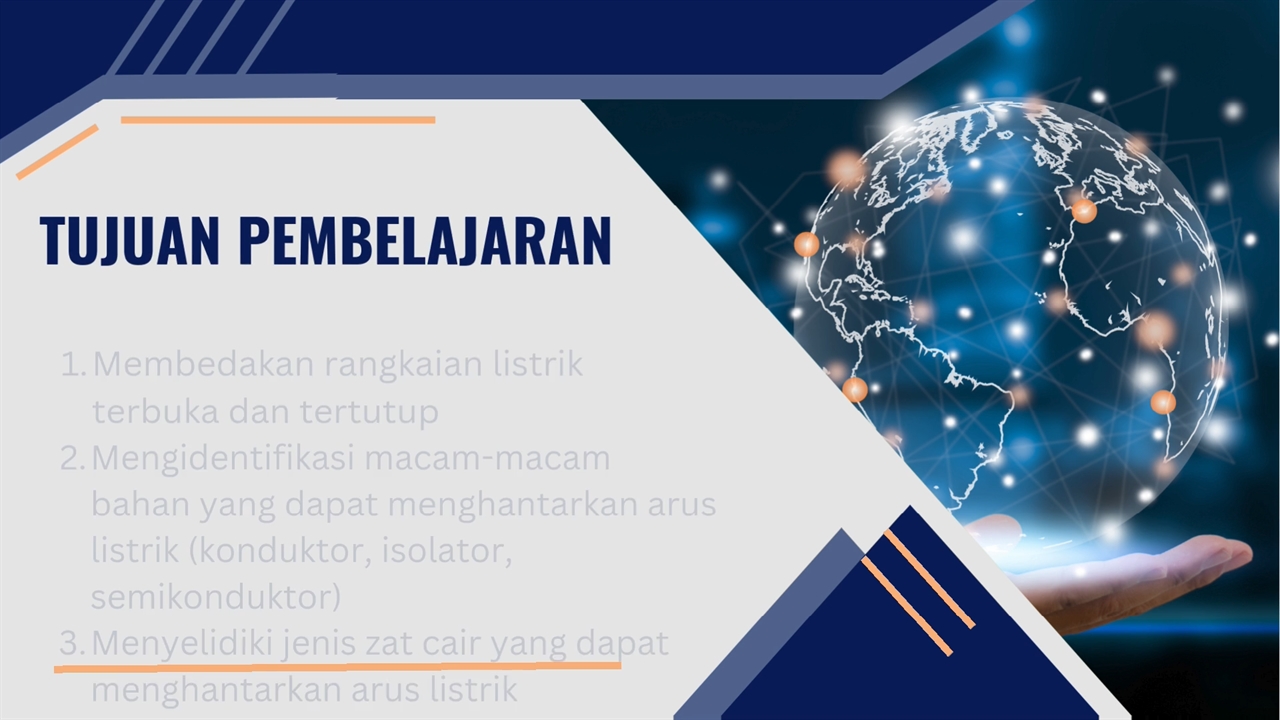 TUJUAN PEMBELAJARAN
1. Membedakan rangkaian listrik
terbuka dan tertutup
2. Mengidentifikasi macam-macam
bahan yang dapat menghantarkan arus
listrik (konduktor, isolator,
semikonduktor)
3. Menyelidiki jenis zat cair yang dapat
menghantarkan arus listrik